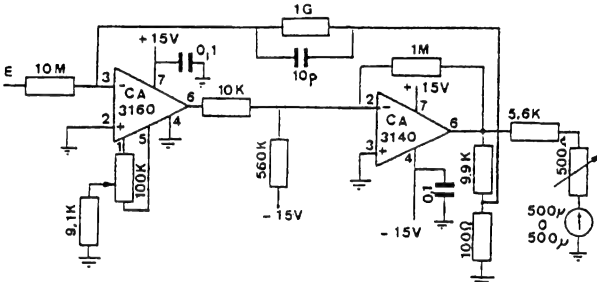 1G
10p
E
10M
+15V
0,1
3
-
7
CA
3160
2
+
6
4
1
5
10K
100K
9,1K
560K
-15V
1M
+15V
2
-
7
CA
3140
3
+
6
4
0,1
-15V
9.9K
100Ω
5,6K
500Ω
500µ
0
500µ